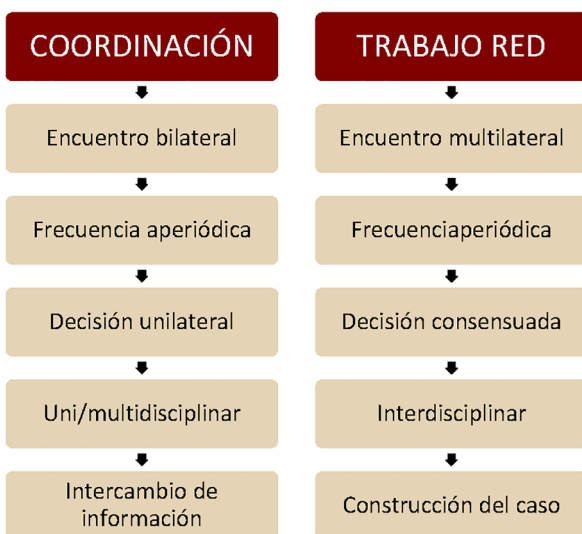 COORDINACIÓN
Encuentro bilateral
Frecuencia aperiódica
Decisión unilateral
Uni/multidisciplinar
Intercambio de
información
TRABAJO RED
Encuentro multilateral
Frecuenciaperiódica
Decisión consensuada
Interdisciplinar
Construcción del caso